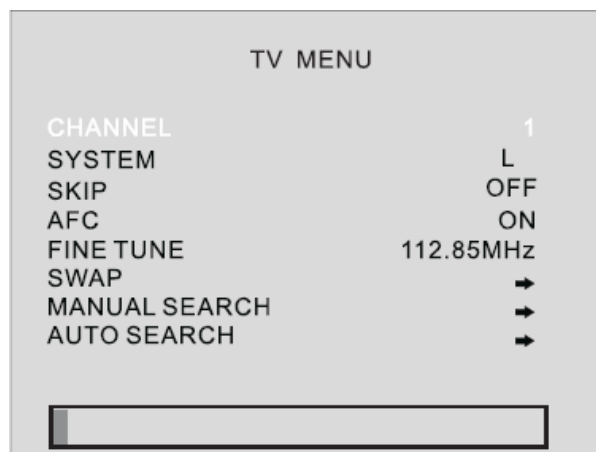 TV MENU
CHANNEL 1
SYSTEM L
SKIP OFF
AFC ON
FINE TUNE 112.85MHz
SWAP ➡
MANUAL SEARCH ➡
AUTO SEARCH ➡